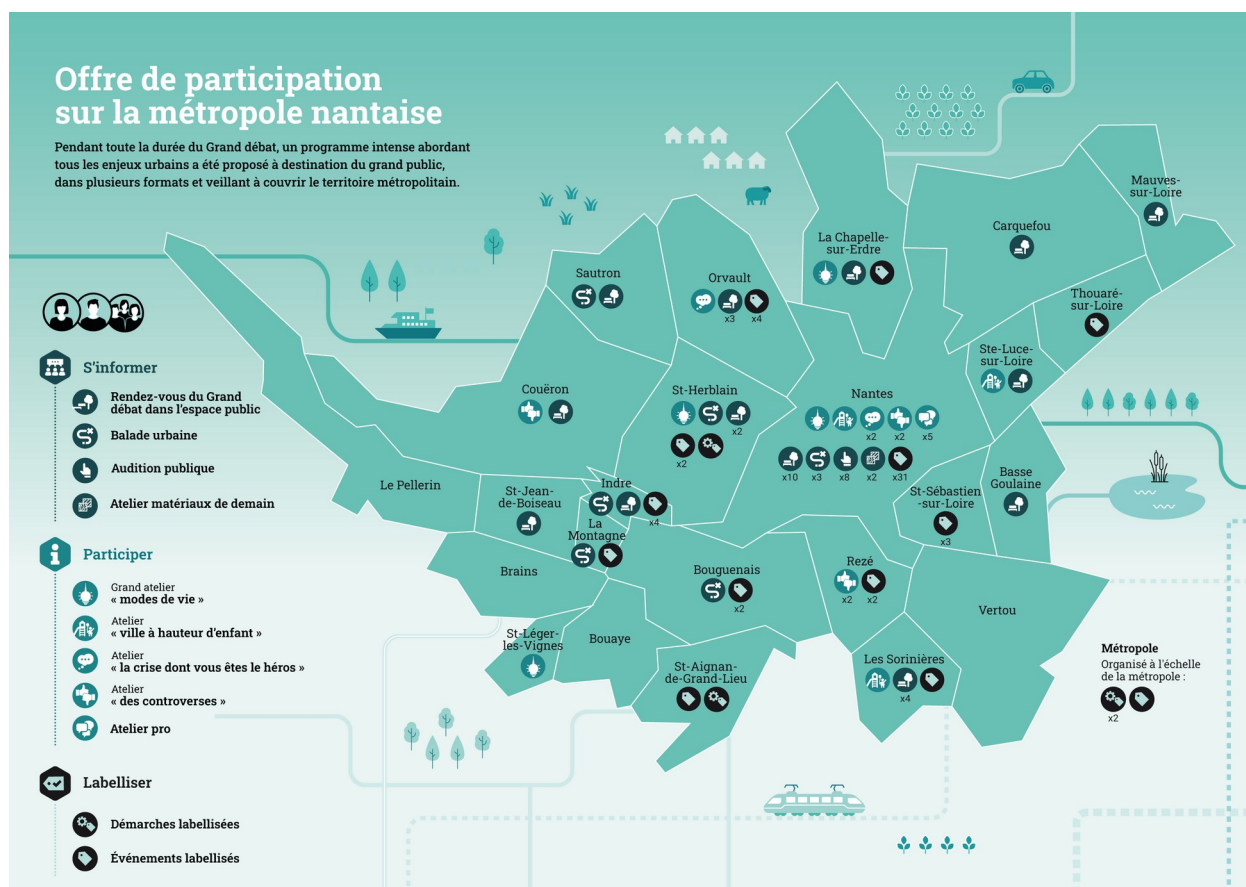 Offre de participation
sur la métropole nantaise
Pendant toute la durée du Grand débat, un programme intense abordant
tous les enjeux urbains a été proposé à destination du grand public,
dans plusieurs formats et veillant à couvrir le territoire métropolitain.
S'informer
Rendez-vous du Grand
débat dans l'espace public
Balade urbaine
Audition publique
Atelier matériaux de demain
Participer
Grand atelier
« modes de vie »
Atelier
« ville à hauteur d'enfant »
Atelier
« la crise dont vous êtes le héros »
Atelier
« des controverses »
Atelier pro
Labelliser
Démarches labellisées
Événements labellisés
Mauves-
sur-Loire
Carquefou
La Chapelle-
sur-Erdre
Sautron
Orvault
x3 x4
Thouaré-
sur-Loire
Ste-Luce-
sur-Loire
Couëron
St-Herblain
x2
x2
Nantes
x2 x2 x5
x10 x3 x8 x2 x31
Le Pellerin
St-Jean-
de-Boiseau
Indre
x4
La
Montagne
St-Sébastien
-sur-Loire
x3
Basse
Goulaine
Brains
Bouguenais
x2
Rezé
x2 x2
Vertou
St-Léger-
les-Vignes
Bouaye
St-Aignan-
de-Grand-Lieu
Les Sorinières
x4
Métropole
Organisé à l'échelle
de la métropole :
x2